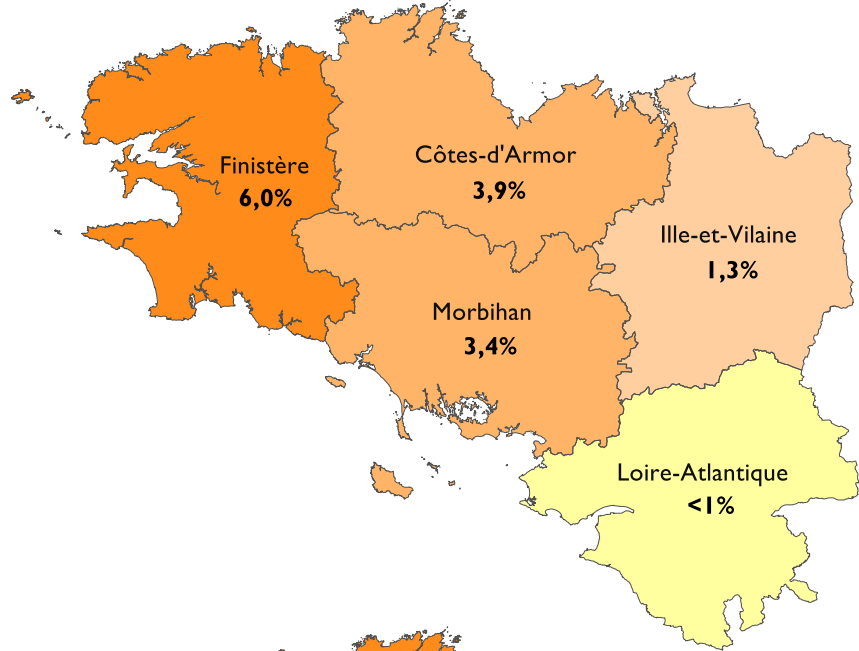 Finistère
6,0%
Côtes-d'Armor
3,9%
Ille-et-Vilaine
1,3%
Morbihan
3,4%
Loire-Atlantique
<1%